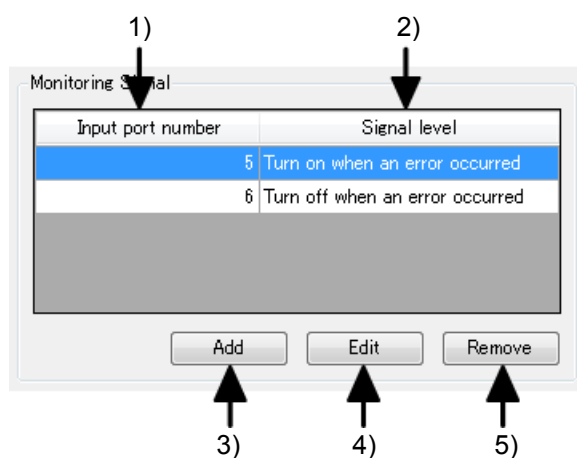 1) 2)
Monitoring Signal
Input port number Signal level
5 Turn on when an error occurred
6 Turn off when an error occurred
Add Edit Remove
3) 4) 5)